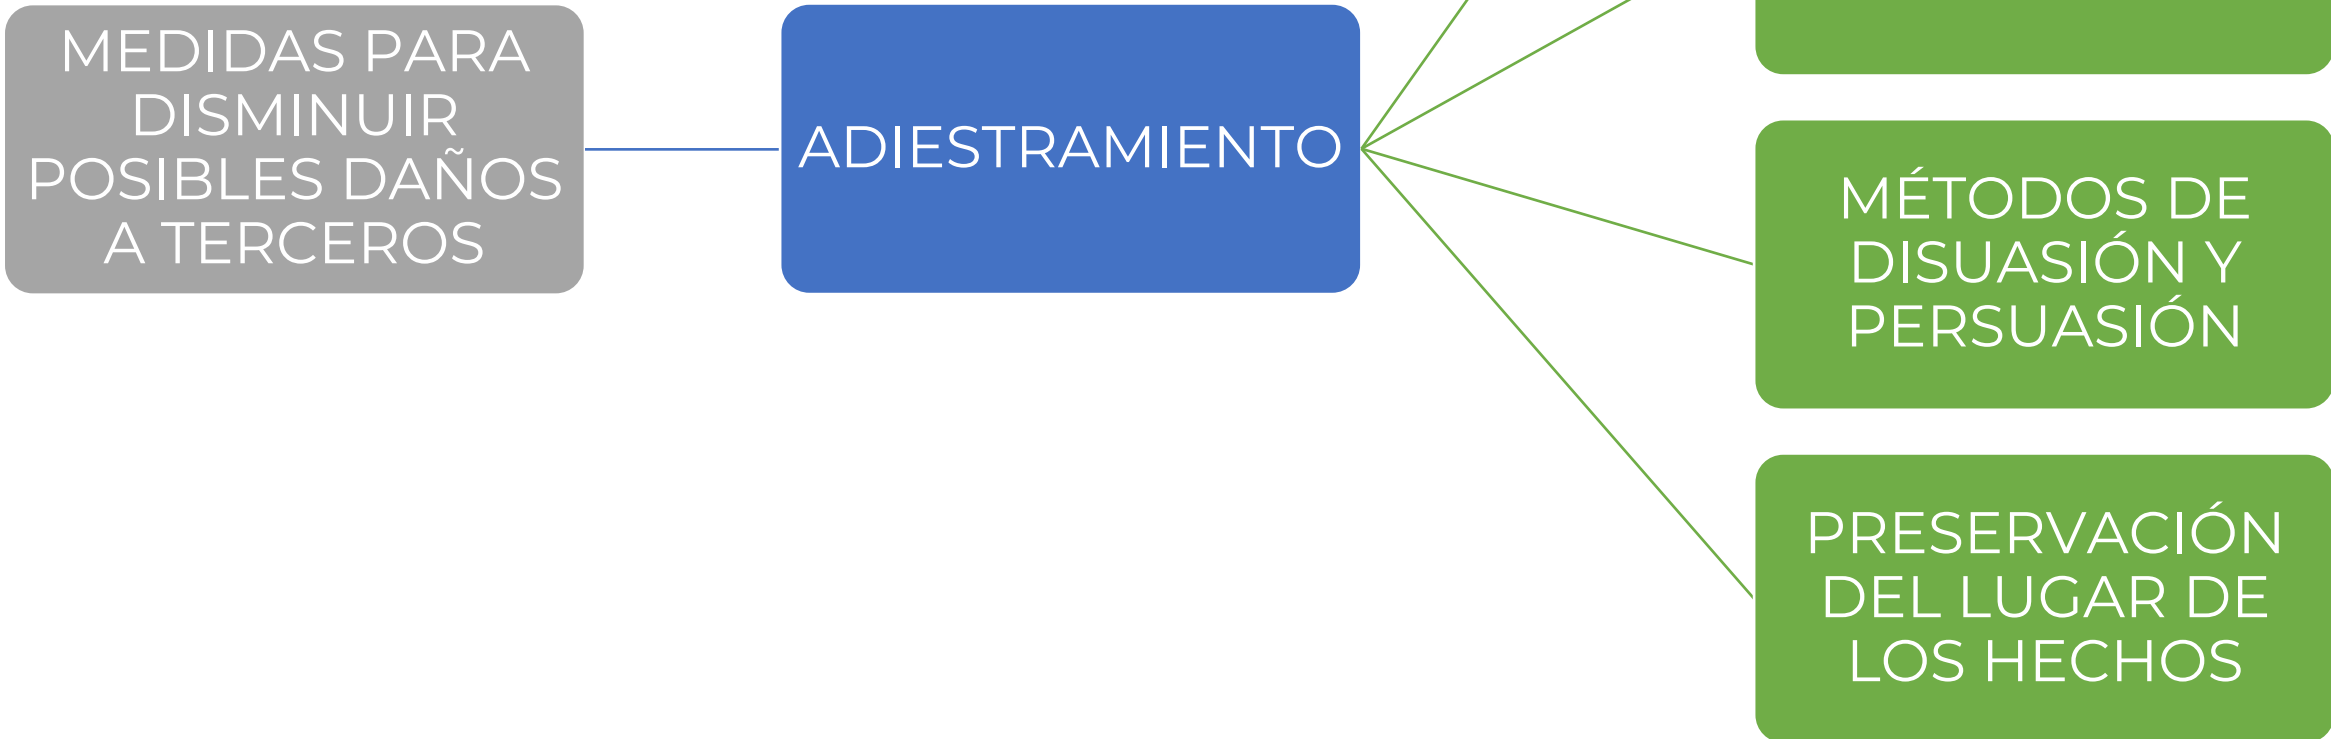 MEDIDAS PARA
DISMINUIR
POSIBLES DAÑOS
A TERCEROS
ADIESTRAMIENTO
MÉTODOS DE
DISUASIÓN Y
PERSUASIÓN
PRESERVACIÓN
DEL LUGAR DE
LOS HECHOS